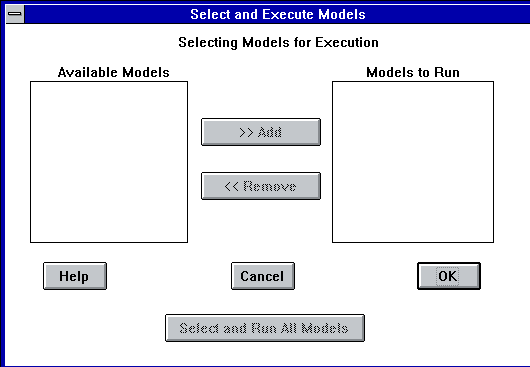 Select and Execute Models
Selecting Models for Execution
Available Models
Models to Run
>> Add
<< Remove
Help
Cancel
OK
Select and Run All Models